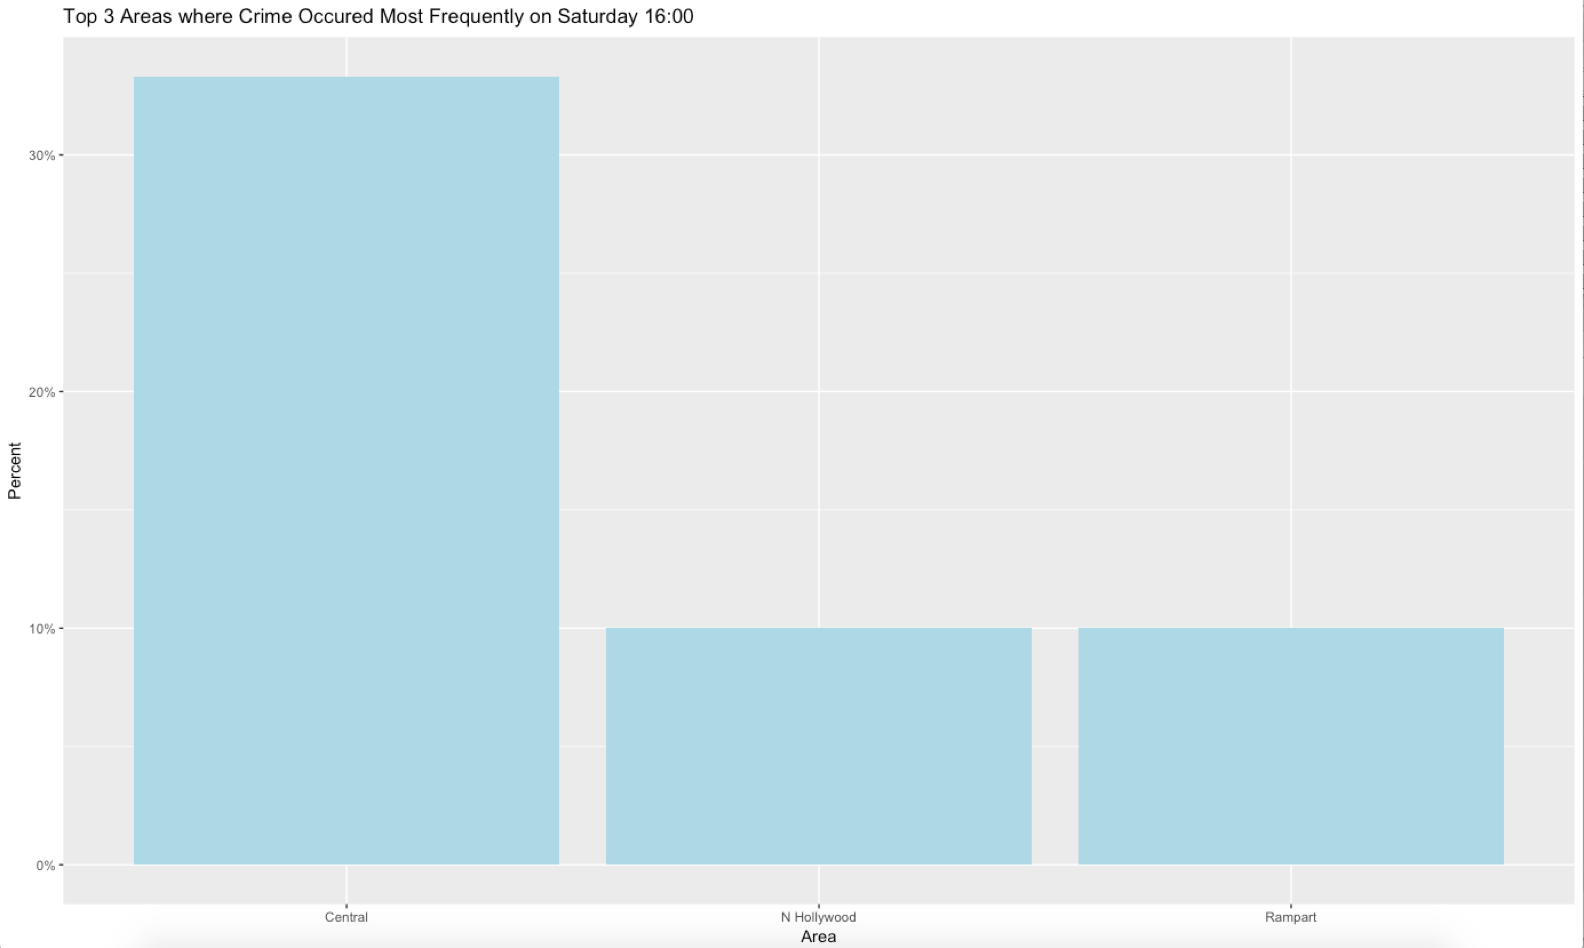 Top 3 Areas where Crime Occured Most Frequently on Saturday 16:00
30%
20%
10%
0%
Percent
Central
N Hollywood
Rampart
Area